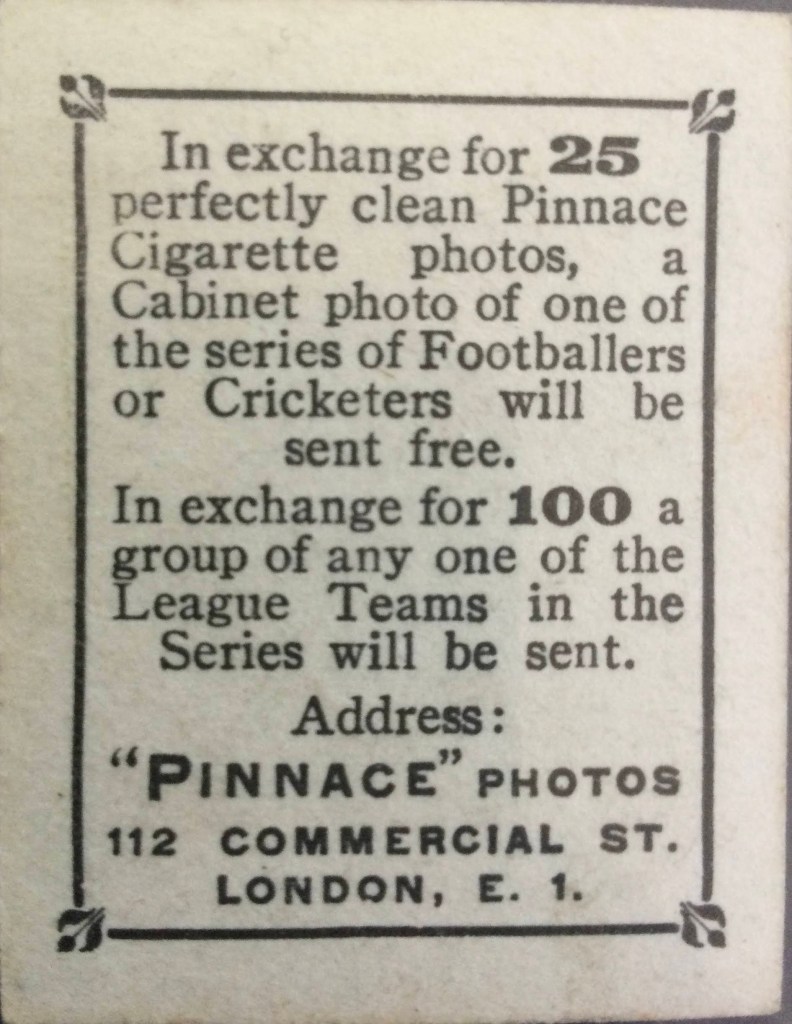 In exchange for 25
perfectly clean Pinnace
Cigarette photos, a
Cabinet photo of one of
the series of Footballers
or Cricketers will be
sent free.
In exchange for 100 a
group of any one of the
League Teams in the
Series will be sent.
Address:
"PINNACE" PHOTOS
112 COMMERCIAL ST.
LONDON, E. 1.